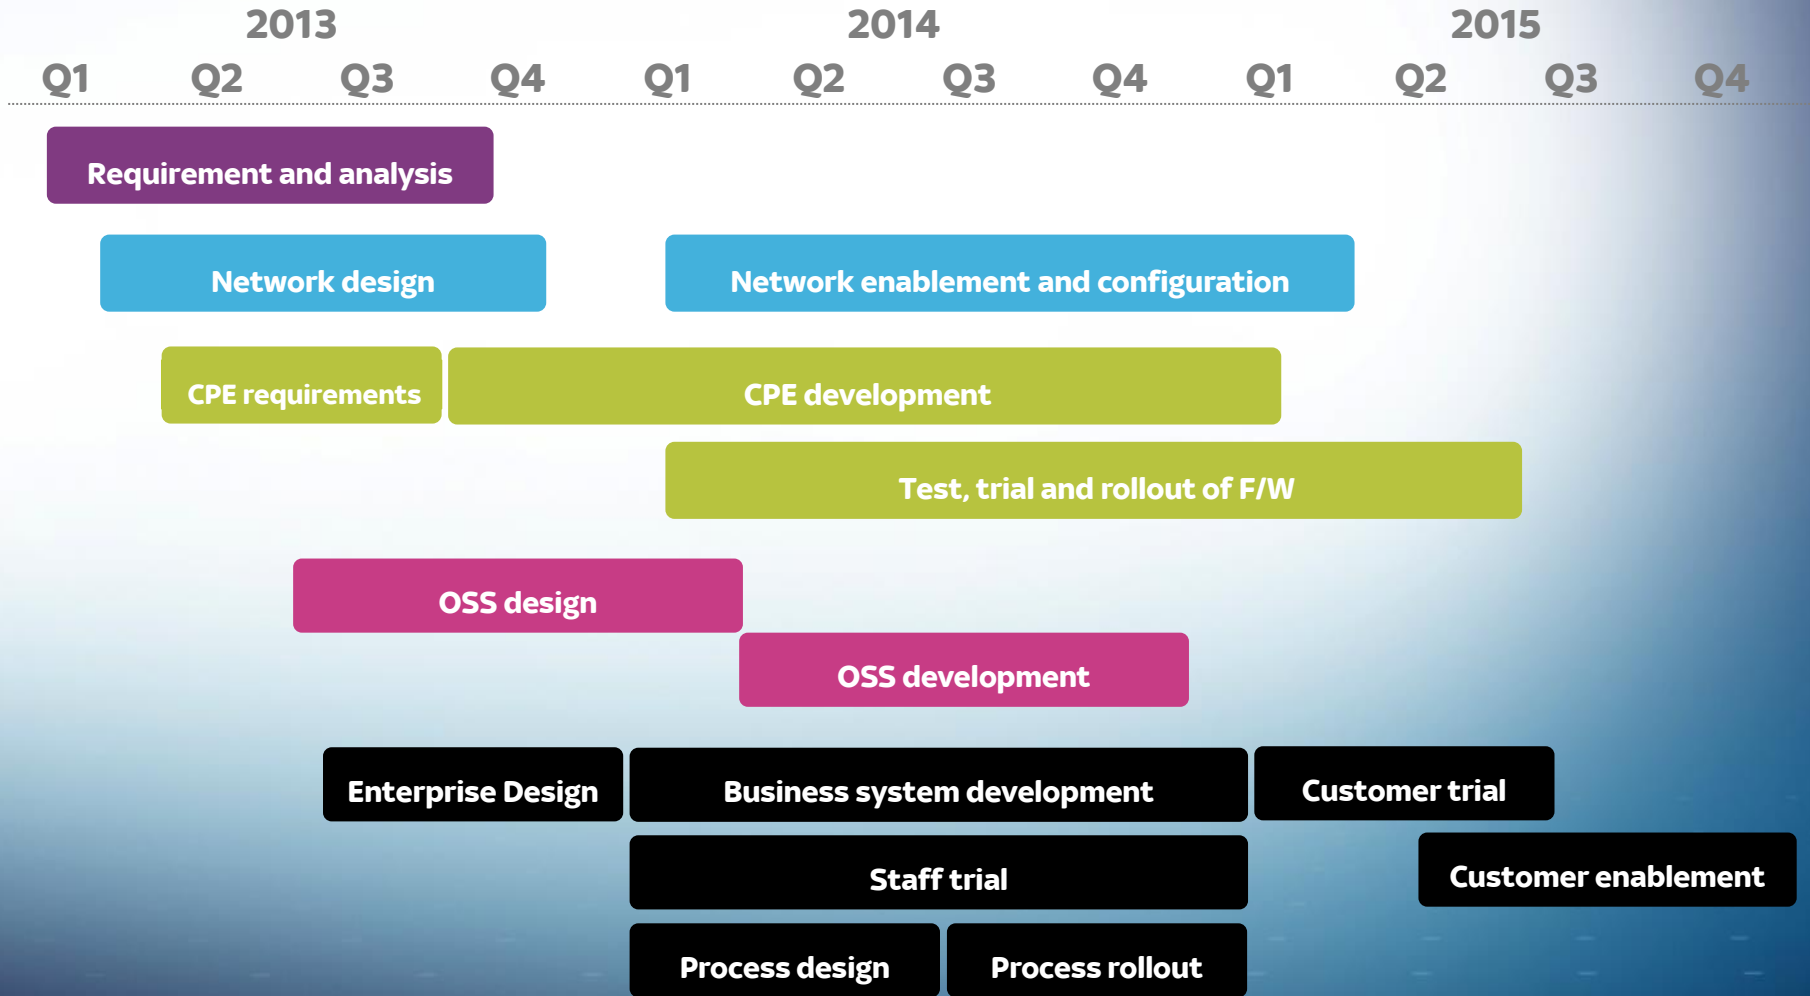 2013 2014 2015
Q1 Q2 Q3 Q4 Q1 Q2 Q3 Q4 Q1 Q2 Q3 Q4
Requirement and analysis
Network design
Network enablement and configuration
CPE requirements
CPE development
Test, trial and rollout of F/W
OSS design
OSS development
Enterprise Design
Business system development
Customer trial
Staff trial
Customer enablement
Process design
Process rollout